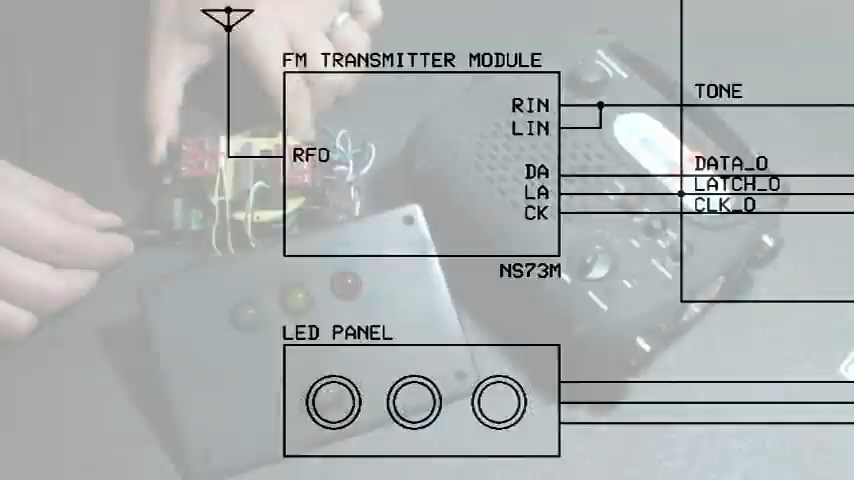 FM TRANSMITTER MODULE
RIN
TONE
LIN
RFO
DA
DATA_O
LA
LATCH_O
CK
CLK_O
NS73M
LED PANEL